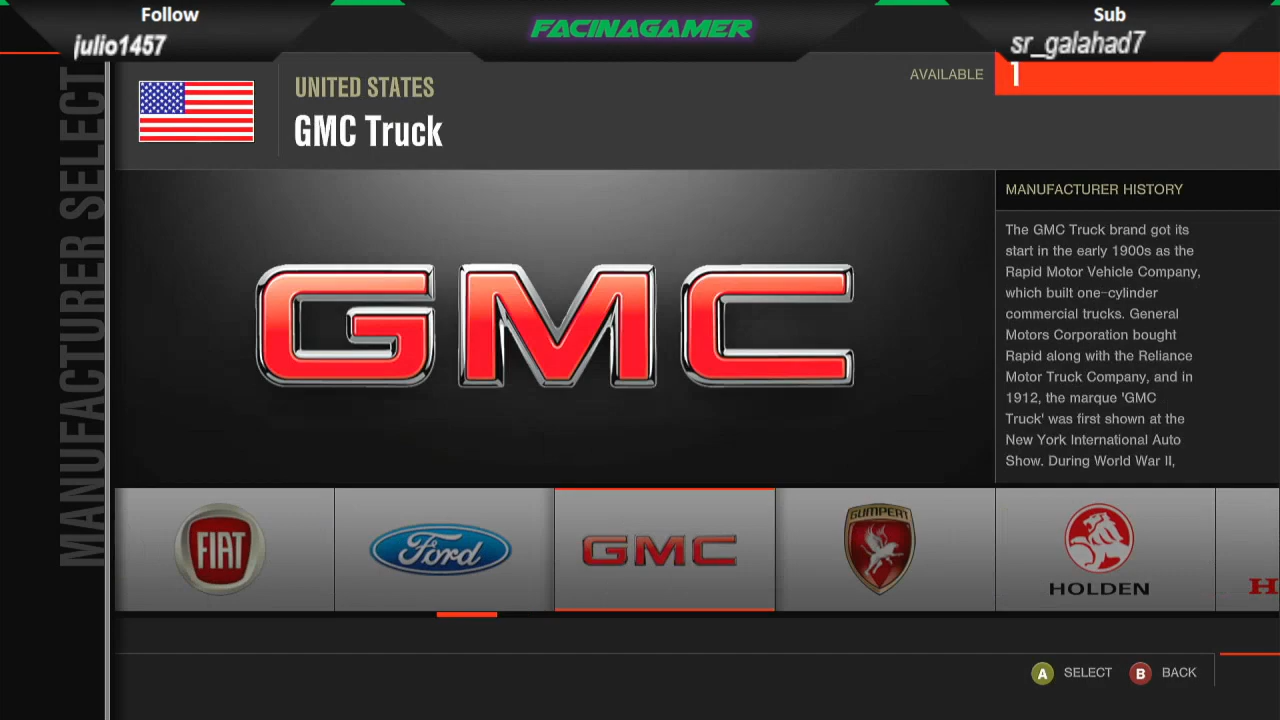 Follow
julio1457
FACINAGAMER
Sub
sr_galahad7
MANUFACTURER SELECT
UNITED STATES
GMC Truck
AVAILABLE
1
GMC
MANUFACTURER HISTORY
The GMC Truck brand got its
start in the early 1900s as the
Rapid Motor Vehicle Company,
which built one-cylinder
commercial trucks. General
Motors Corporation bought
Rapid along with the Reliance
Motor Truck Company, and in
1912, the marque 'GMC
Truck' was first shown at the
New York International Auto
Show. During World War II,
FIAT
Ford
GMC
GUMPERT
HOLDEN
H
A SELECT
B BACK